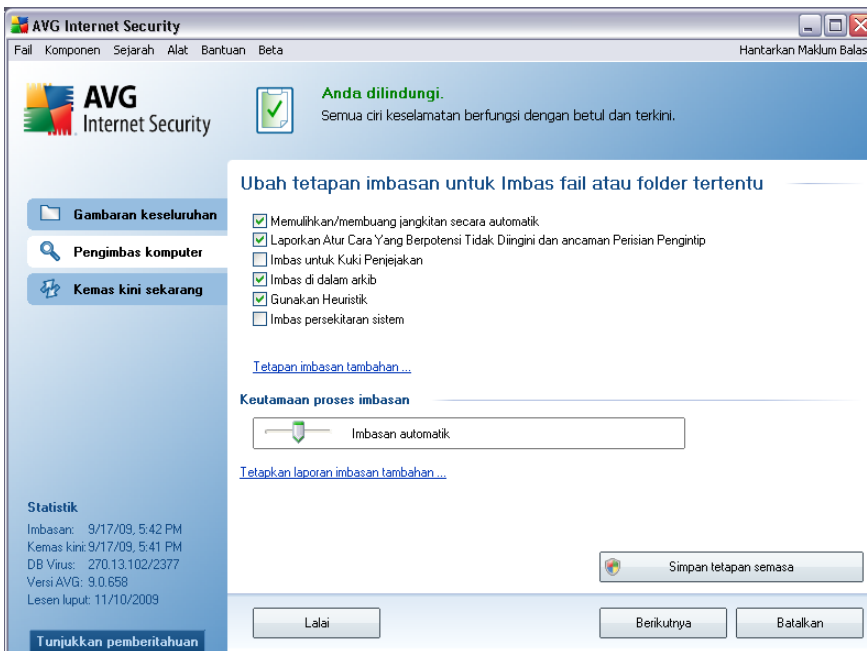 AVG Internet Security
Fail Komponen Sejarah Alat Bantuan Beta Hantarkan Maklum Balas
AVG
Internet Security
Anda dilindungi.
Semua ciri keselamatan berfungsi dengan betul dan terkini.
Gambaran keseluruhan
Pengimbas komputer
Kemas kini sekarang
Ubah tetapan imbasan untuk Imbas fail atau folder tertentu
Memulihkan/membuang jangkitan secara automatik
Laporkan Atur Cara Yang Berpotensi Tidak Diingini dan ancaman Perisian Pengintip
Imbas untuk Kuki Penjejakan
Imbas di dalam arkib
Gunakan Heuristik
Imbas persekitaran sistem
Tetapan imbasan tambahan ...
Keutamaan proses imbasan
Imbasan automatik
Tetapkan laporan imbasan tambahan ...
Statistik
Imbasan: 9/17/09, 5:42 PM
Kemas kini: 9/17/09, 5:41 PM
DB Virus: 270.13.102/2377
Versi AVG: 9.0.658
Lesen luput: 11/10/2009
Tunjukkan pemberitahuan
Simpan tetapan semasa
Lalai
Berikutnya
Batalkan